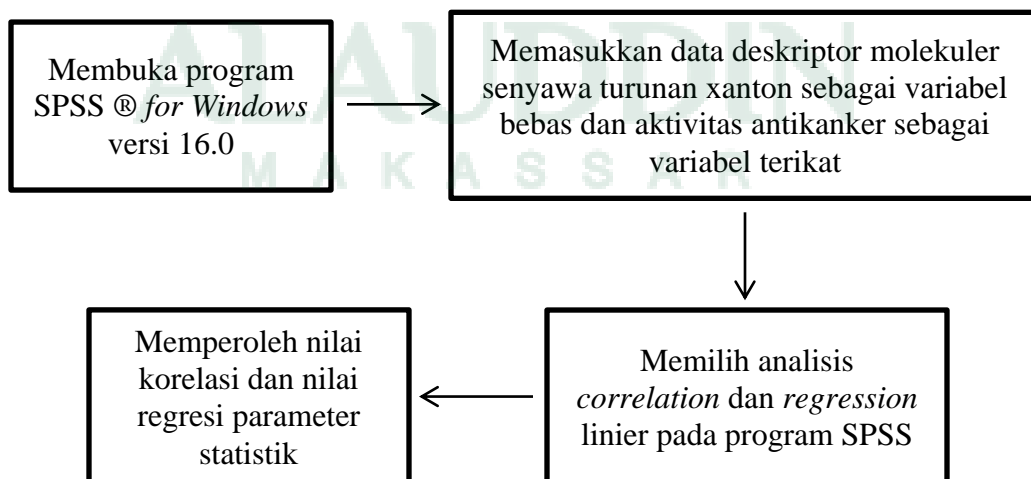 ALAUDDIN
MAKASSAR
Membuka program
SPSS ® for Windows
versi 16.0
Memasukkan data deskriptor molekuler
senyawa turunan xanton sebagai variabel
bebas dan aktivitas antikanker sebagai
variabel terikat
Memilih analisis
correlation dan regression
linier pada program SPSS
Memperoleh nilai
korelasi dan nilai
regresi parameter
statistik